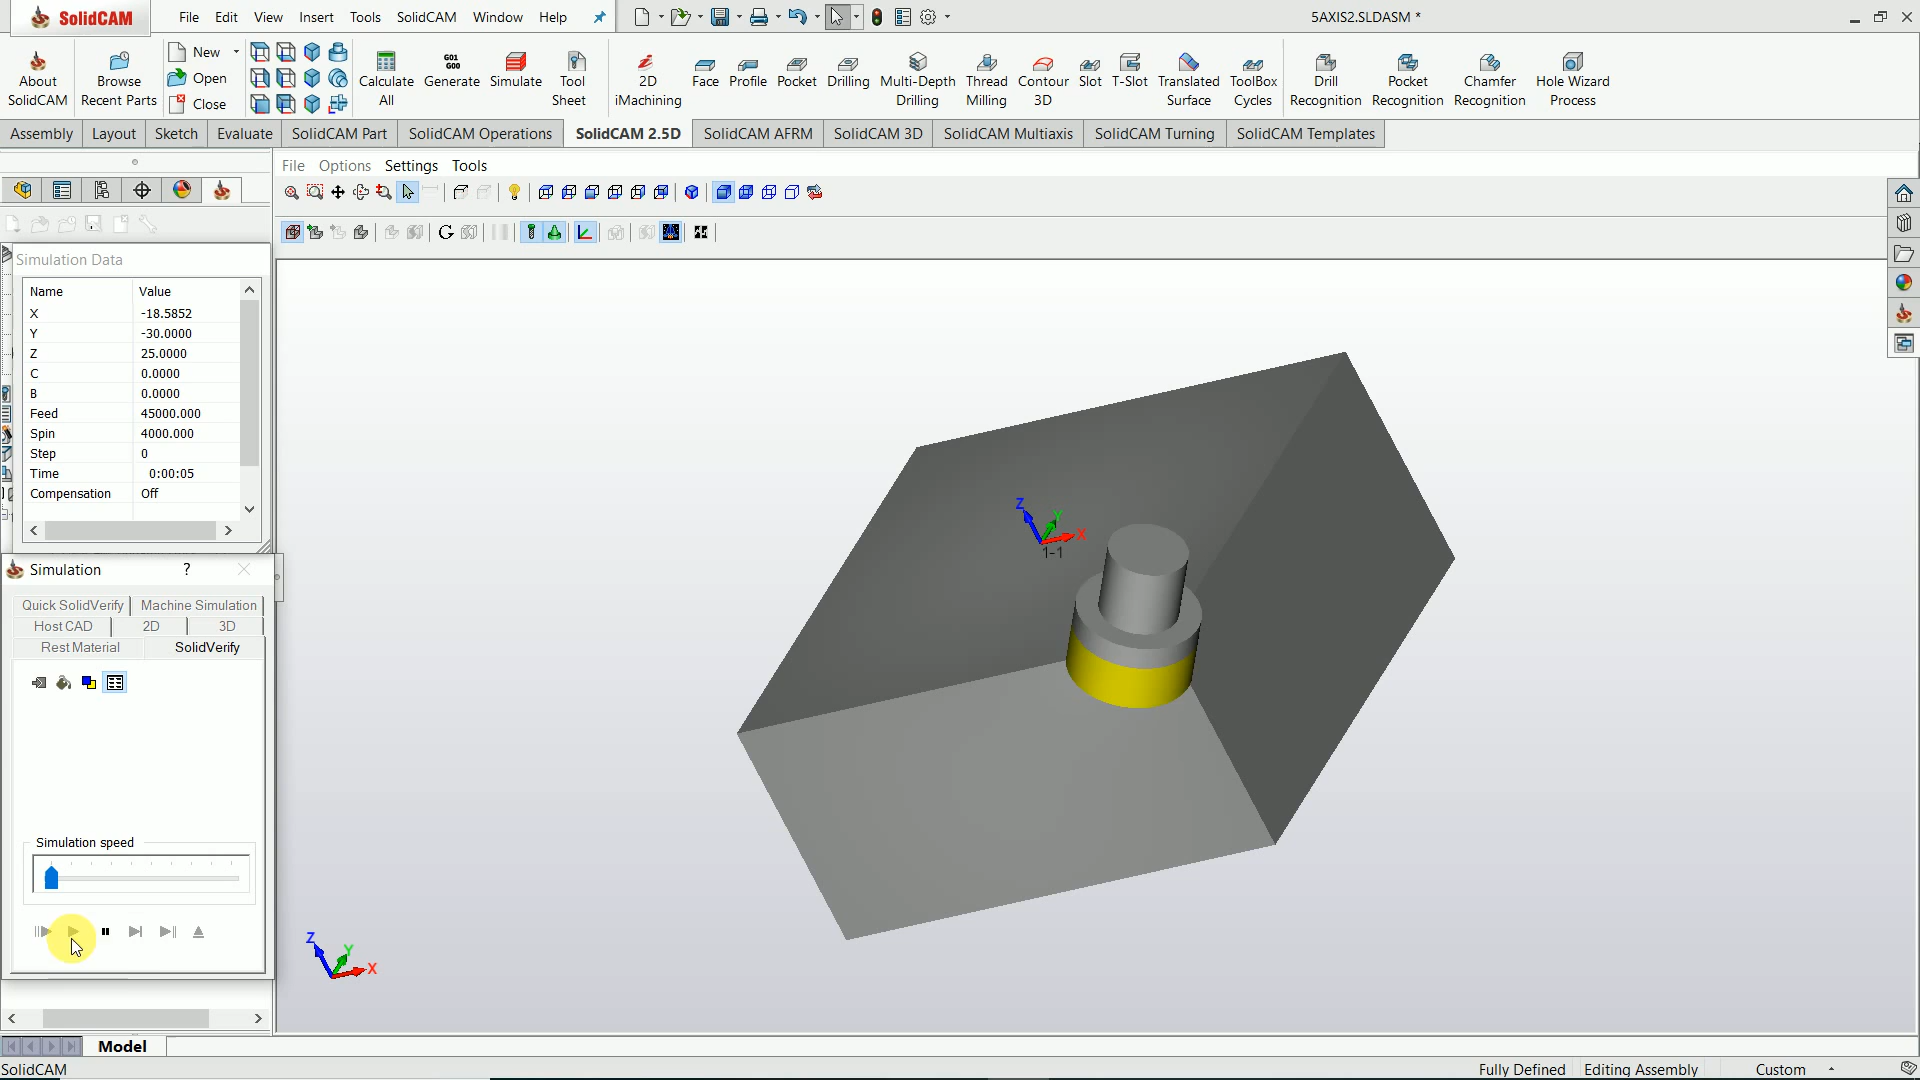 SolidCAM
File Edit View Insert Tools SolidCAM Window Help
5AXIS2.SLDASM *
About SolidCAM
Browse Recent Parts
New
Open
Close
Calculate All
G01 G00
Generate
Simulate
Tool Sheet
2D iMachining
Face
Profile
Pocket
Drilling
Multi-Depth Drilling
Thread Milling
Contour 3D
Slot
T-Slot
Translated Surface
ToolBox Cycles
Drill Recognition
Pocket Recognition
Chamfer Recognition
Hole Wizard Process
Assembly Layout Sketch Evaluate SolidCAM Part SolidCAM Operations SolidCAM 2.5D SolidCAM AFRM SolidCAM 3D SolidCAM Multiaxis SolidCAM Turning SolidCAM Templates
File Options Settings Tools
Simulation Data
Name Value
X -18.5852
Y -30.0000
Z 25.0000
C 0.0000
B 0.0000
Feed 45000.000
Spin 4000.000
Step 0
Time 0:00:05
Compensation Off
Simulation ?
Quick SolidVerify Machine Simulation
Host CAD 2D 3D
Rest Material SolidVerify
Simulation speed
Z Y X
1-1
Z Y X
Model
SolidCAM
Fully Defined Editing Assembly Custom